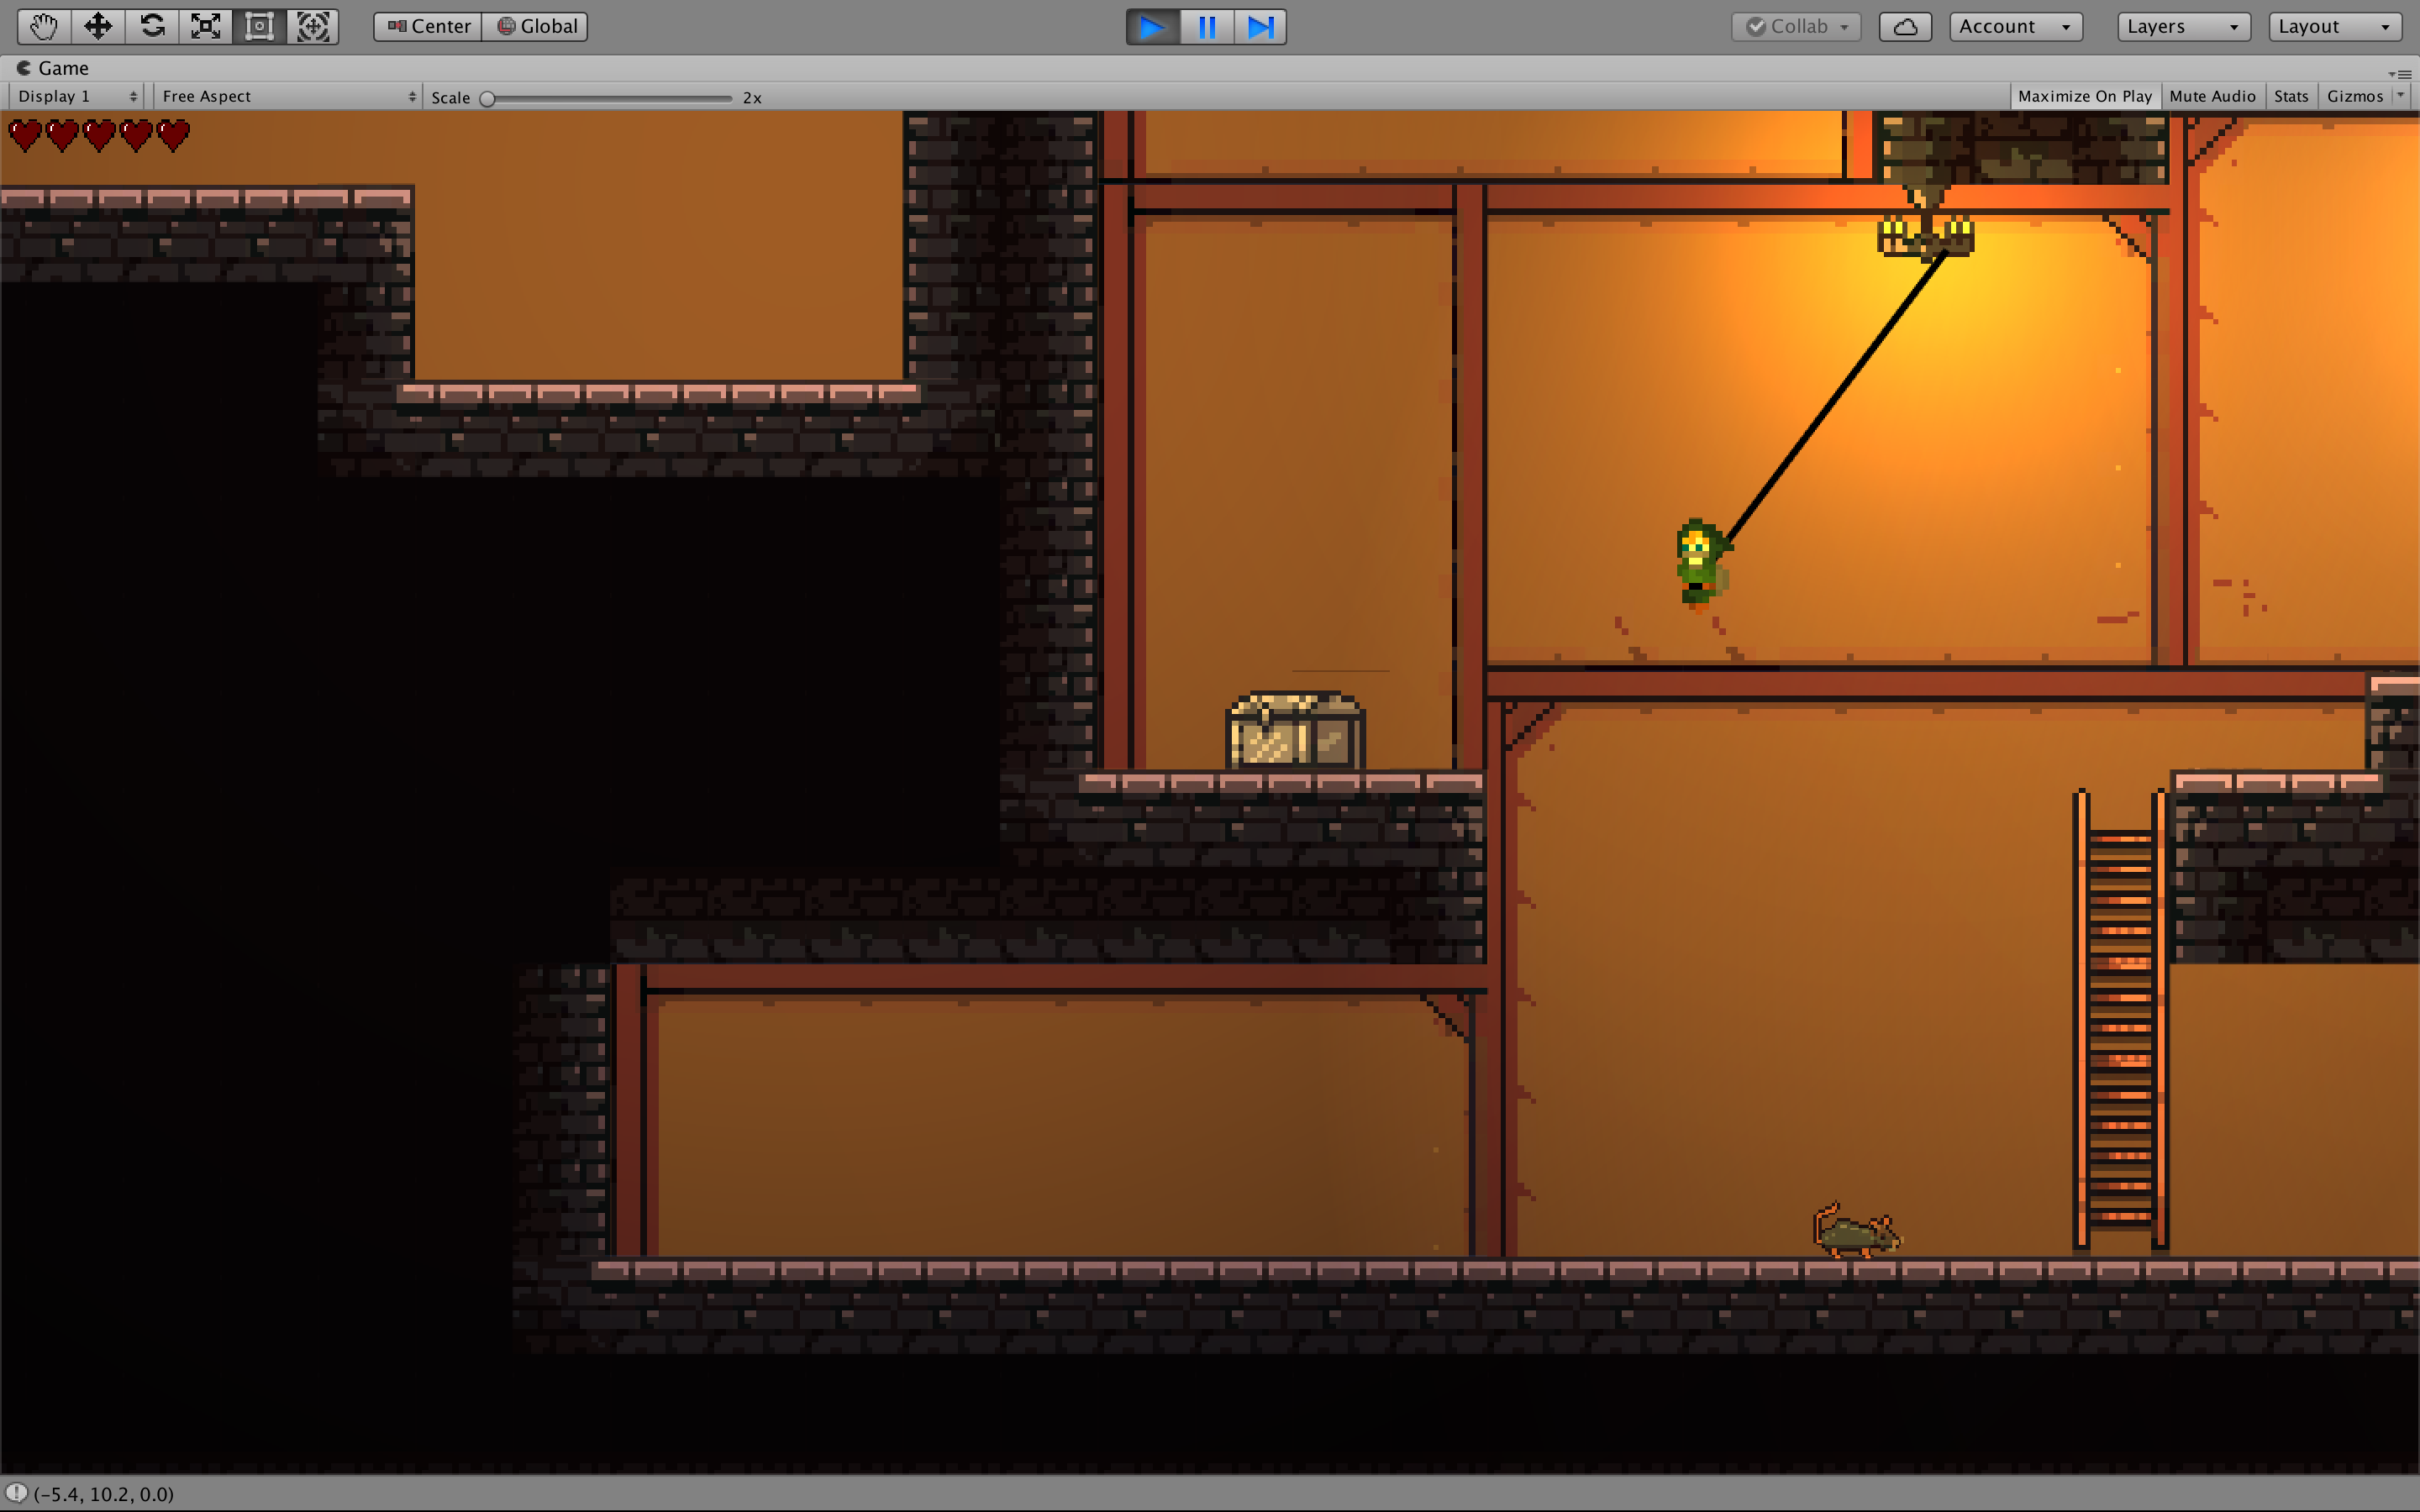 Center Global Collab Account Layers Layout
Game
Display 1 Free Aspect Scale 2x Maximize On Play Mute Audio Stats Gizmos
(-5.4, 10.2, 0.0)